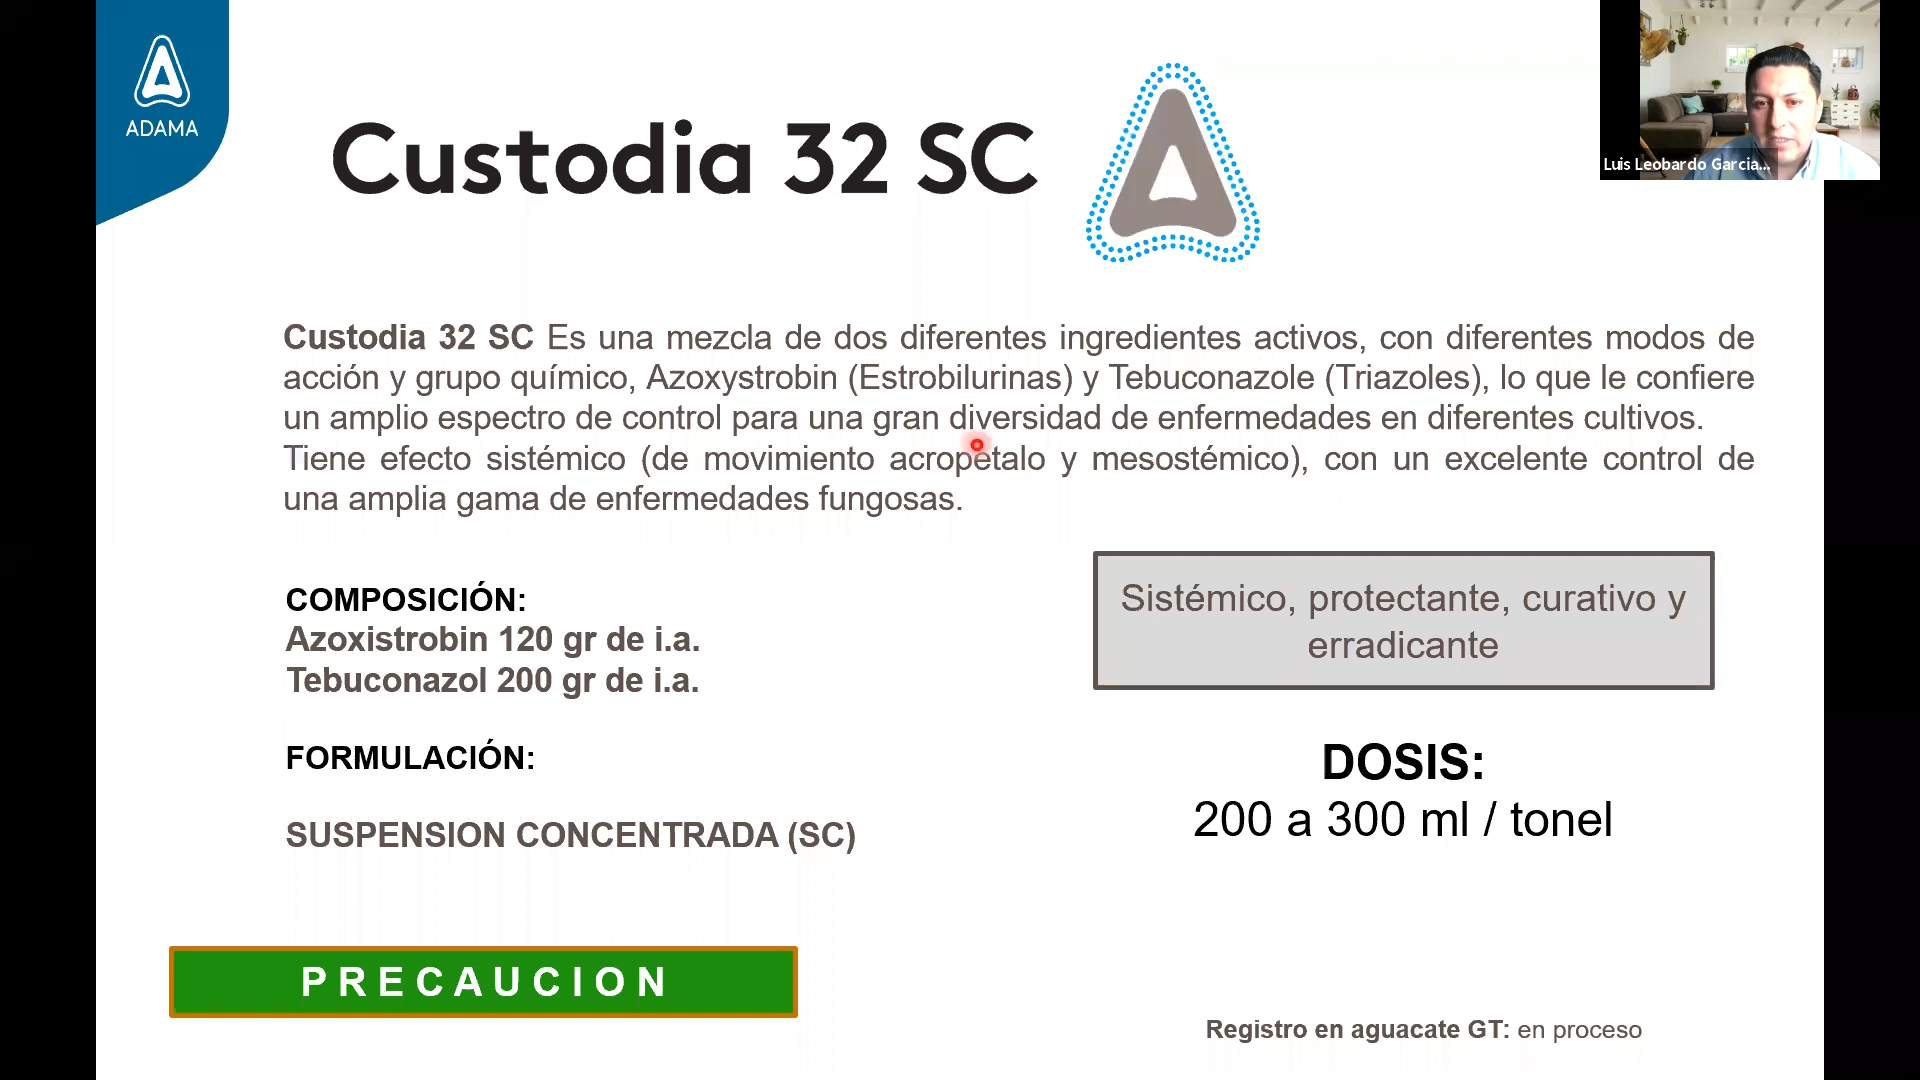 ADAMA
Custodia 32 SC
Luis Leobardo Garcia...
Custodia 32 SC Es una mezcla de dos diferentes ingredientes activos, con diferentes modos de
acción y grupo químico, Azoxystrobin (Estrobilurinas) y Tebuconazole (Triazoles), lo que le confiere
un amplio espectro de control para una gran diversidad de enfermedades en diferentes cultivos.
Tiene efecto sistémico (de movimiento acropétalo y mesostémico), con un excelente control de
una amplia gama de enfermedades fungosas.
COMPOSICIÓN:
Azoxistrobin 120 gr de i.a.
Tebuconazol 200 gr de i.a.
Sistémico, protectante, curativo y
erradicante
FORMULACIÓN:
SUSPENSION CONCENTRADA (SC)
DOSIS:
200 a 300 ml / tonel
PRECAUCION
Registro en aguacate GT: en proceso